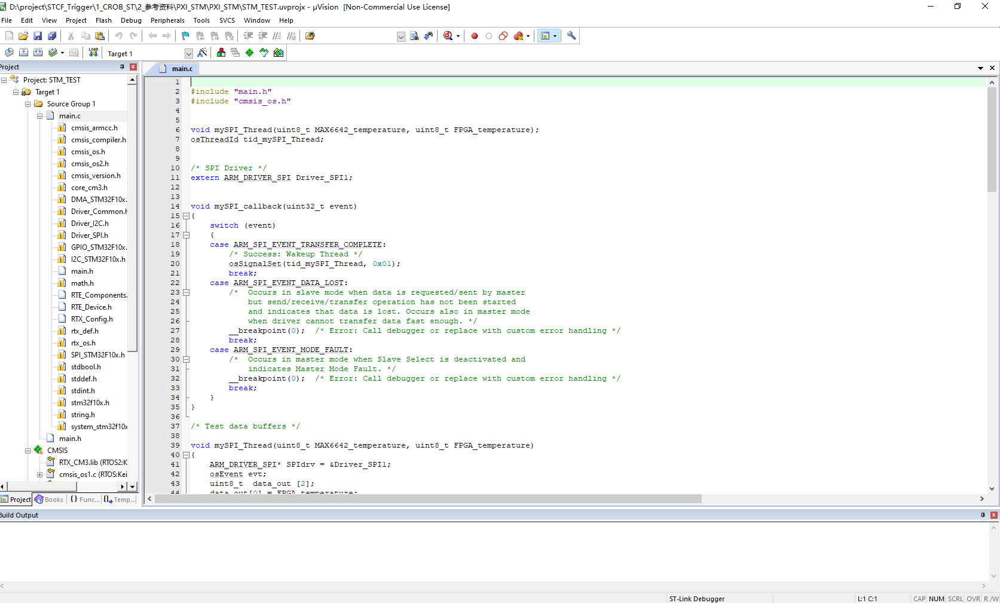 D:\project\STCF_Trigger\1_CROB_ST\2_参考资料\PXI_STM\PXI_STM\STM_TEST.uvprojx - µVision  [Non-Commercial Use License]
File Edit View Project Flash Debug Peripherals Tools SVCS Window Help
LOAD
Target 1
Project
main.c
Project: STM_TEST
Target 1
Source Group 1
main.c
cmsis_armcc.h
cmsis_compiler.h
cmsis_os.h
cmsis_os2.h
cmsis_version.h
core_cm3.h
DMA_STM32F10x.
Driver_Common.h
Driver_I2C.h
Driver_SPI.h
GPIO_STM32F10x.
I2C_STM32F10x.h
main.h
math.h
RTE_Components.
RTE_Device.h
RTX_Config.h
rtx_def.h
rtx_os.h
SPI_STM32F10x.h
stdbool.h
stddef.h
stdint.h
stm32f10x.h
string.h
system_stm32f10x
main.h
CMSIS
RTX_CM3.lib (RTOS2:K
cmsis_os1.c (RTOS:Kei
Project Books {} Func... Temp...
1
2 #include "main.h"
3 #include "cmsis_os.h"
4
5
6 void mySPI_Thread(uint8_t MAX6642_temperature, uint8_t FPGA_temperature);
7 osThreadId tid_mySPI_Thread;
8
9
10 /* SPI Driver */
11 extern ARM_DRIVER_SPI Driver_SPI1;
12
13
14 void mySPI_callback(uint32_t event)
15 {
16     switch (event)
17     {
18     case ARM_SPI_EVENT_TRANSFER_COMPLETE:
19         /* Success: Wakeup Thread */
20         osSignalSet(tid_mySPI_Thread, 0x01);
21         break;
22     case ARM_SPI_EVENT_DATA_LOST:
23         /*  Occurs in slave mode when data is requested/sent by master
24             but send/receive/transfer operation has not been started
25             and indicates that data is lost. Occurs also in master mode
26             when driver cannot transfer data fast enough. */
27         __breakpoint(0);  /* Error: Call debugger or replace with custom error handling */
28         break;
29     case ARM_SPI_EVENT_MODE_FAULT:
30         /*  Occurs in master mode when Slave Select is deactivated and
31             indicates Master Mode Fault. */
32         __breakpoint(0);  /* Error: Call debugger or replace with custom error handling */
33         break;
34     }
35 }
36
37 /* Test data buffers */
38
39 void mySPI_Thread(uint8_t MAX6642_temperature, uint8_t FPGA_temperature)
40 {
41     ARM_DRIVER_SPI* SPIdrv = &Driver_SPI1;
42     osEvent evt;
43     uint8_t  data_out [2];
44     data_out[0] = FPGA_temperature;
Build Output
ST-Link Debugger L:1 C:1 CAP NUM SCRL OVR R /W